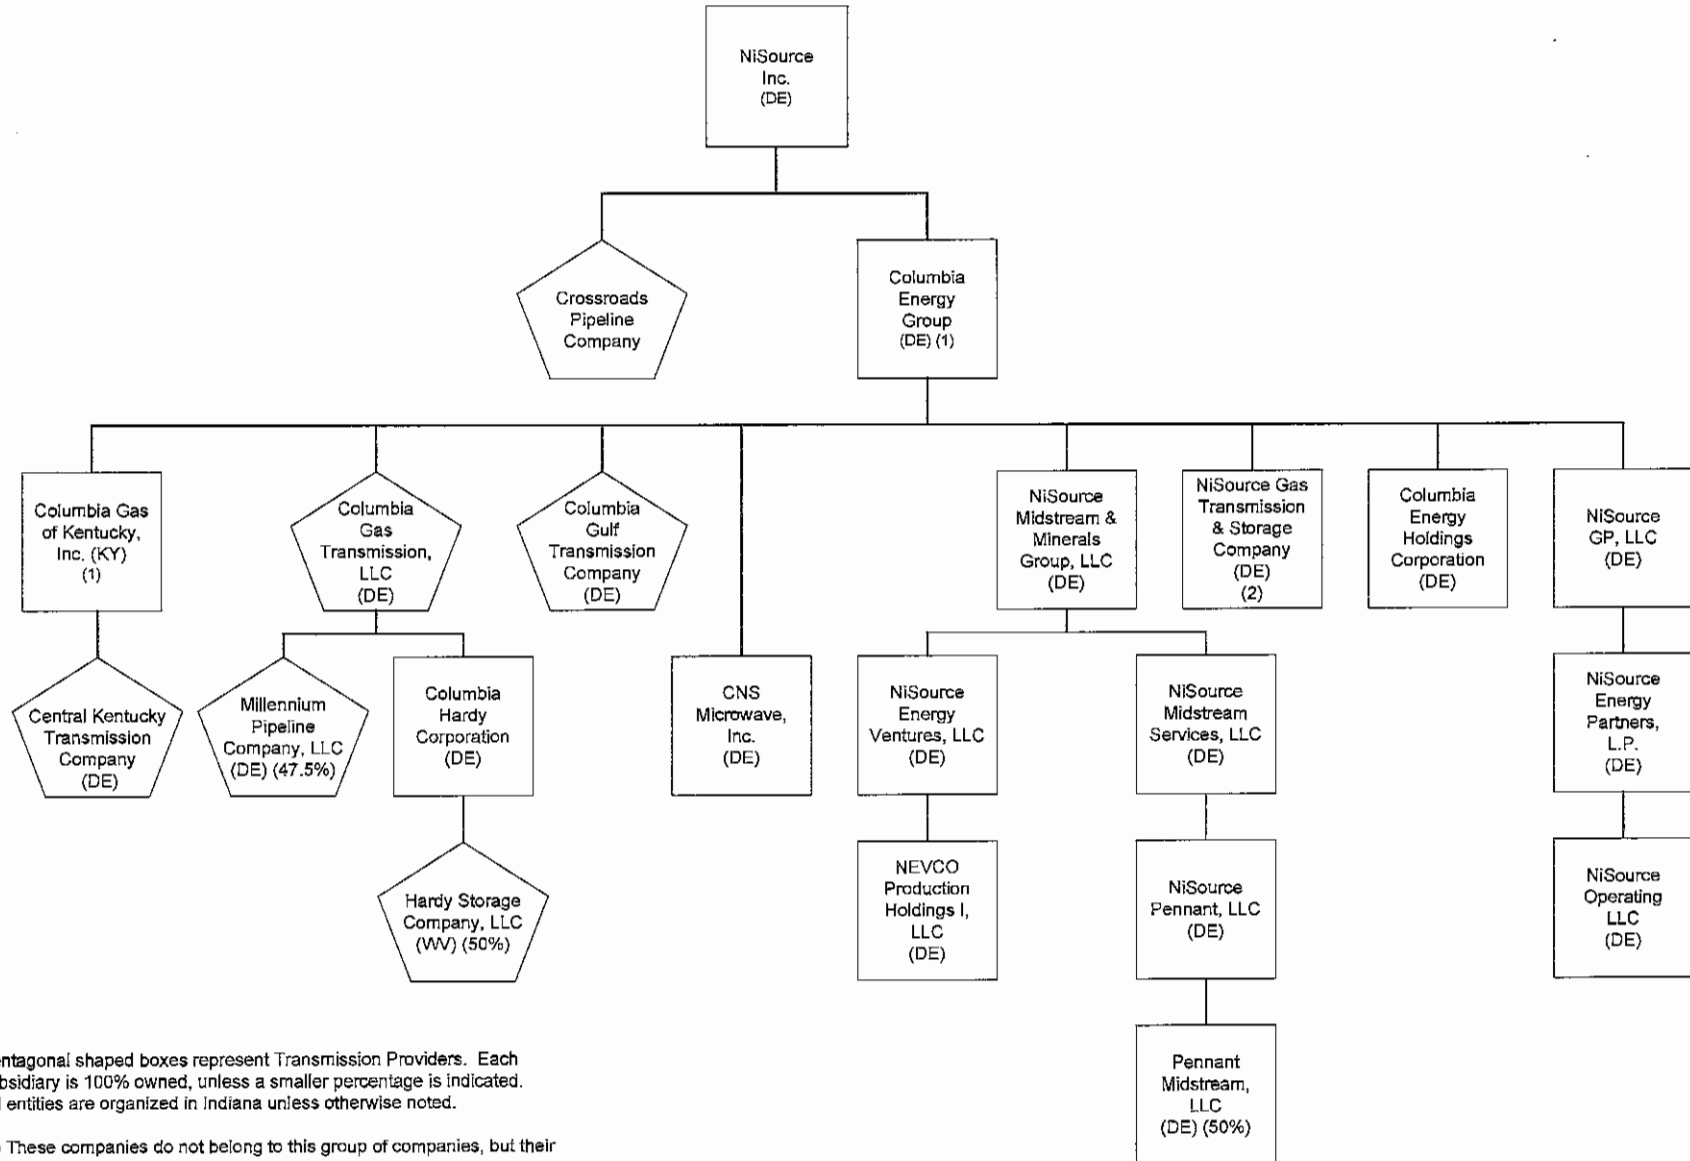 NiSource
Inc.
(DE)
Crossroads
Pipeline
Company
Columbia
Energy
Group
(DE) (1)
Columbia Gas
of Kentucky,
Inc. (KY)
(1)
Columbia
Gas
Transmission,
LLC
(DE)
Columbia
Gulf
Transmission
Company
(DE)
NiSource
Midstream &
Minerals
Group, LLC
(DE)
NiSource Gas
Transmission
& Storage
Company
(DE)
(2)
Columbia
Energy
Holdings
Corporation
(DE)
NiSource
GP, LLC
(DE)
Central Kentucky
Transmission
Company
(DE)
Millennium
Pipeline
Company, LLC
(DE) (47.5%)
Columbia
Hardy
Corporation
(DE)
CNS
Microwave,
Inc.
(DE)
NiSource
Energy
Ventures, LLC
(DE)
NiSource
Midstream
Services, LLC
(DE)
NiSource
Energy
Partners,
L.P.
(DE)
Hardy Storage
Company, LLC
(WV) (50%)
NEVCO
Production
Holdings I,
LLC
(DE)
NiSource
Pennant, LLC
(DE)
NiSource
Operating
LLC
(DE)
Pennant
Midstream,
LLC
(DE) (50%)
entagonal shaped boxes represent Transmission Providers. Each
bsidiary is 100% owned, unless a smaller percentage is indicated.
l entities are organized in Indiana unless otherwise noted.
These companies do not belong to this group of companies, but their